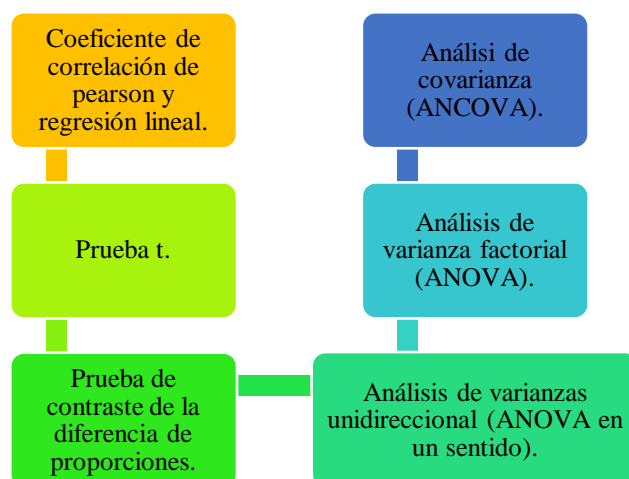 Coeficiente de
correlación de
pearson y
regresión lineal.
Prueba t.
Prueba de
contraste de la
diferencia de
proporciones.
Análisis de varianzas
unidireccional (ANOVA en
un sentido).
Análisis de
varianza factorial
(ANOVA).
Análisi de
covarianza
(ANCOVA).